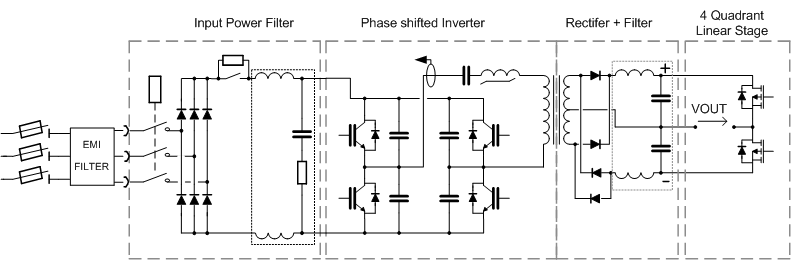 Input Power Filter
Phase shifted Inverter
Rectifer + Filter
4 Quadrant
Linear Stage
EMI
FILTER
+
VOUT
-